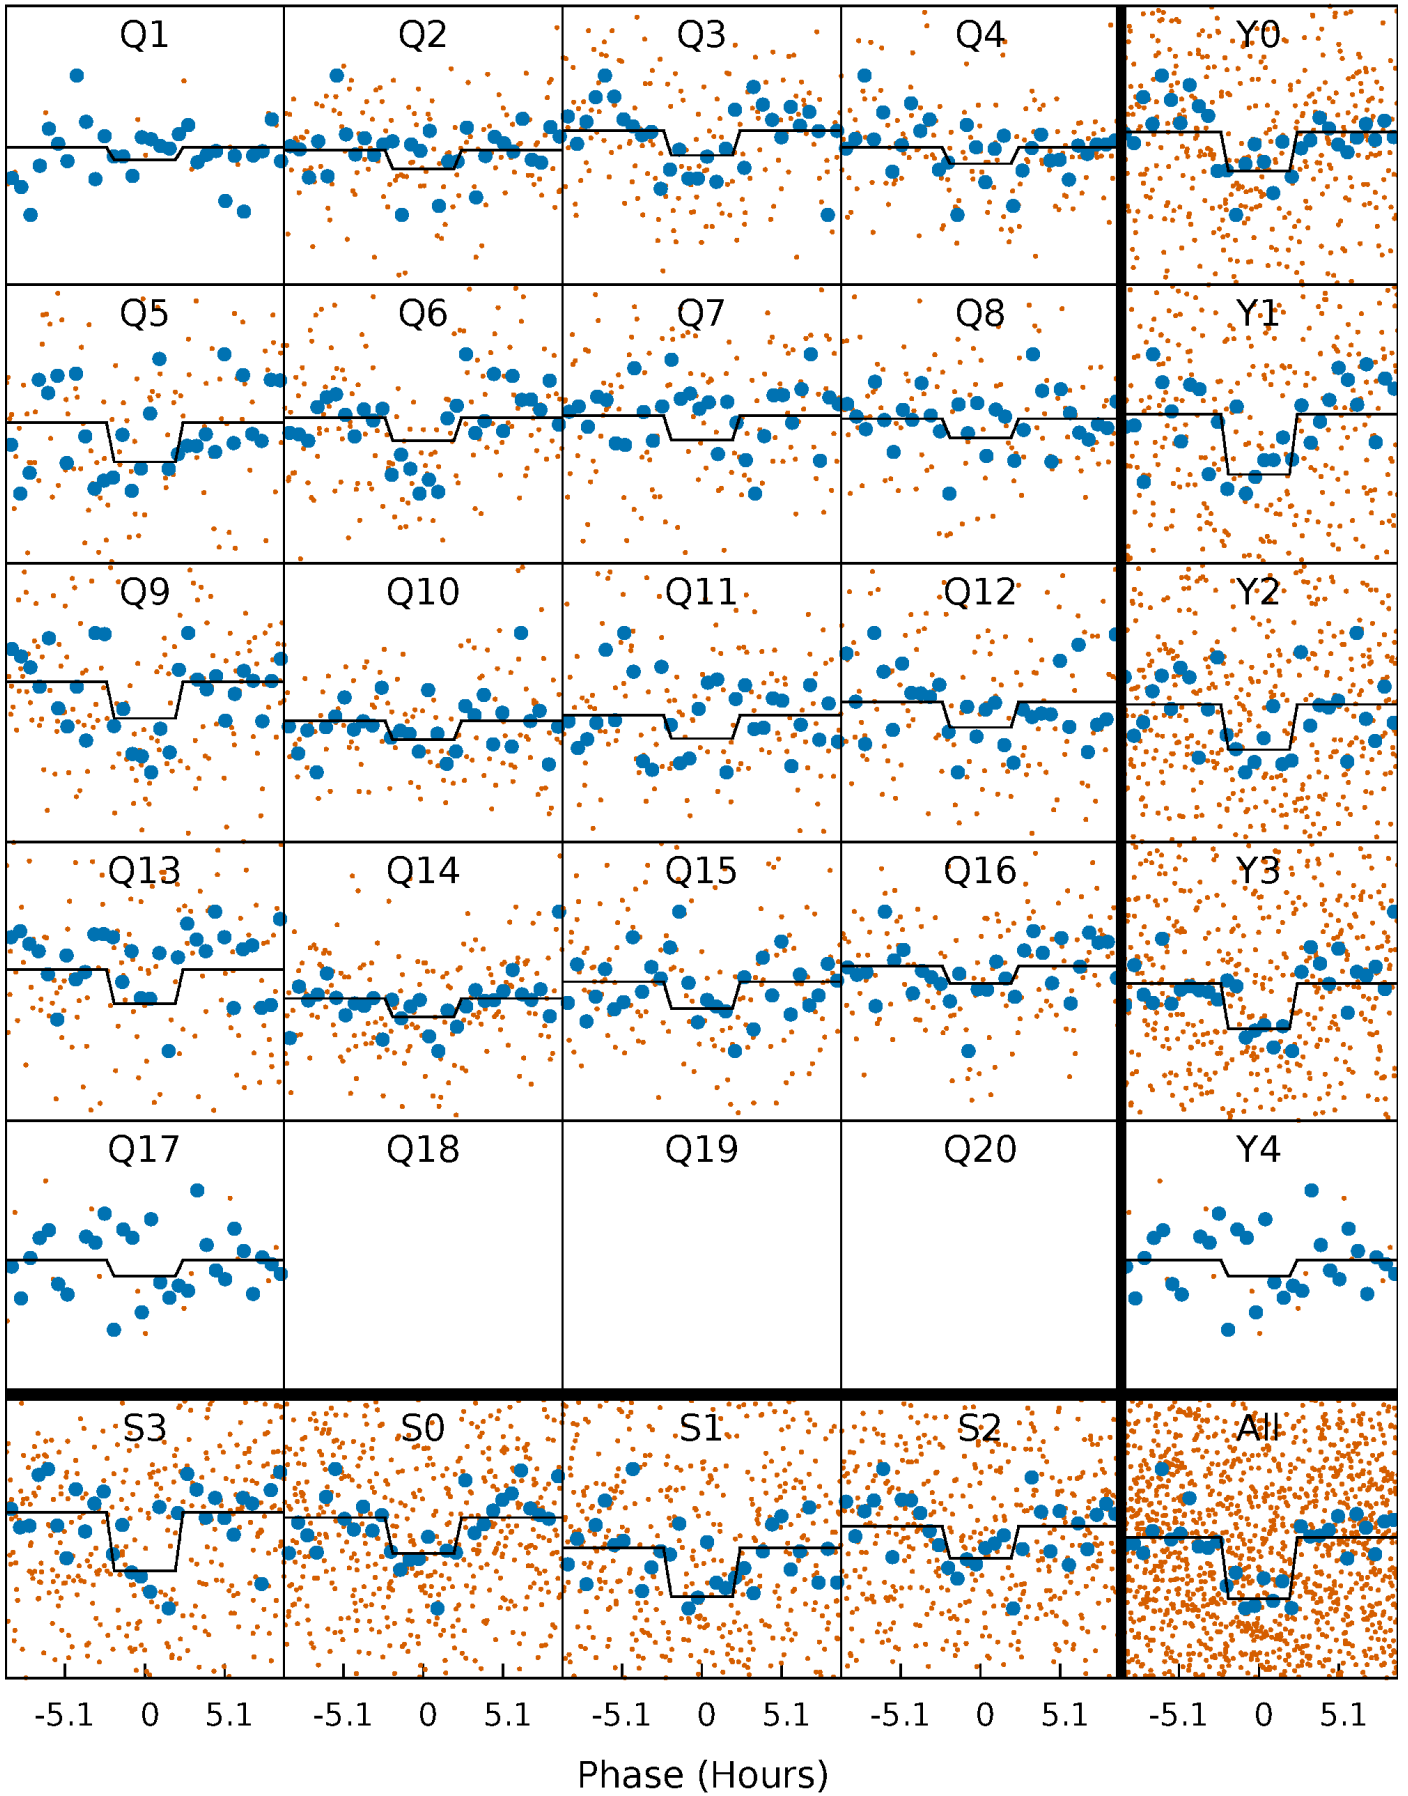 Q1 Q2 Q3 Q4 Y0
Q5 Q6 Q7 Q8 Y1
Q9 Q10 Q11 Q12 Y2
Q13 Q14 Q15 Q16 Y3
Q17 Q18 Q19 Q20 Y4
S3 S0 S1 S2 All
-5.1 0 5.1 -5.1 0 5.1 -5.1 0 5.1 -5.1 0 5.1 -5.1 0 5.1
Phase (Hours)